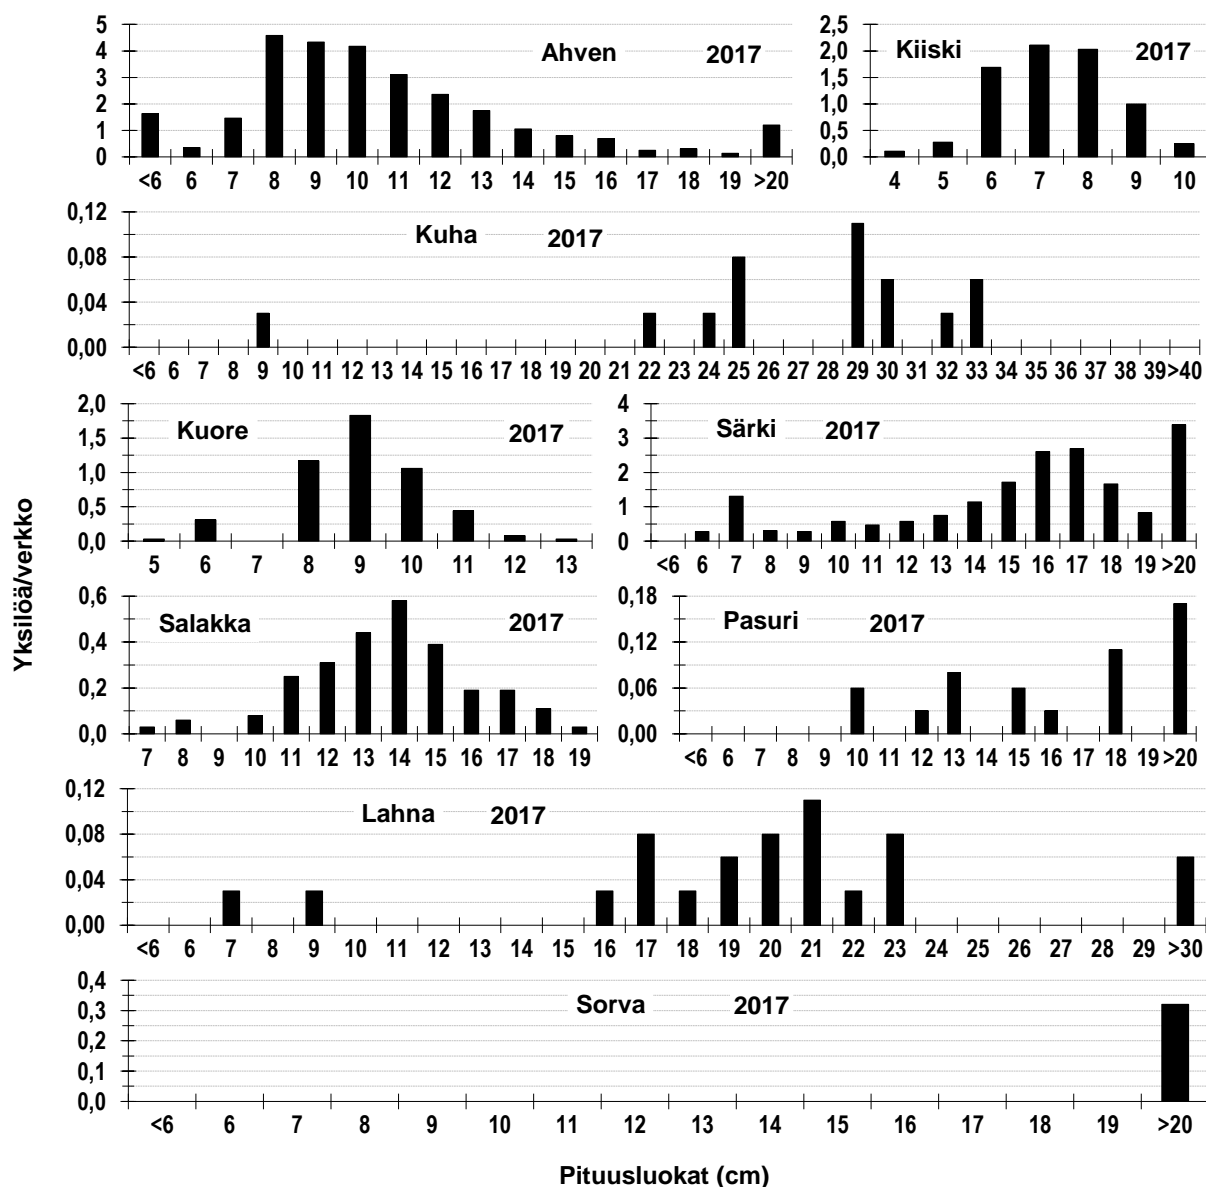 Yksilöä/verkko
Ahven 2017
5
4
3
2
1
0
<6 6 7 8 9 10 11 12 13 14 15 16 17 18 19 >20
Kiiski 2017
2,5
2,0
1,5
1,0
0,5
0,0
4 5 6 7 8 9 10
Kuha 2017
0,12
0,08
0,04
0,00
<6 6 7 8 9 10 11 12 13 14 15 16 17 18 19 20 21 22 23 24 25 26 27 28 29 30 31 32 33 34 35 36 37 38 39 >40
Kuore 2017
2,0
1,5
1,0
0,5
0,0
5 6 7 8 9 10 11 12 13
Särki 2017
4
3
2
1
0
<6 6 7 8 9 10 11 12 13 14 15 16 17 18 19 >20
Salakka 2017
0,6
0,4
0,2
0,0
7 8 9 10 11 12 13 14 15 16 17 18 19
Pasuri 2017
0,18
0,12
0,06
0,00
<6 6 7 8 9 10 11 12 13 14 15 16 17 18 19 >20
Lahna 2017
0,12
0,08
0,04
0,00
<6 6 7 8 9 10 11 12 13 14 15 16 17 18 19 20 21 22 23 24 25 26 27 28 29 >30
Sorva 2017
0,4
0,3
0,2
0,1
0,0
<6 6 7 8 9 10 11 12 13 14 15 16 17 18 19 >20
Pituusluokat (cm)